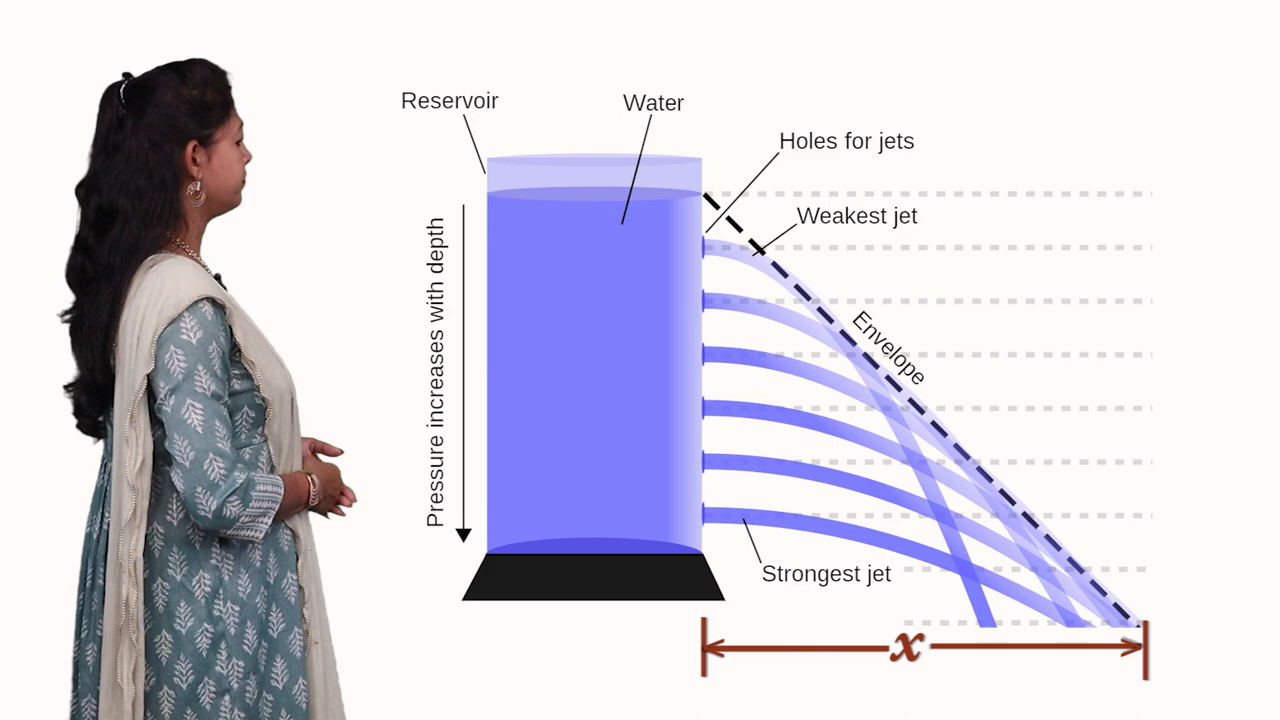 Reservoir
Water
Holes for jets
Weakest jet
Envelope
Pressure increases with depth
Strongest jet
x